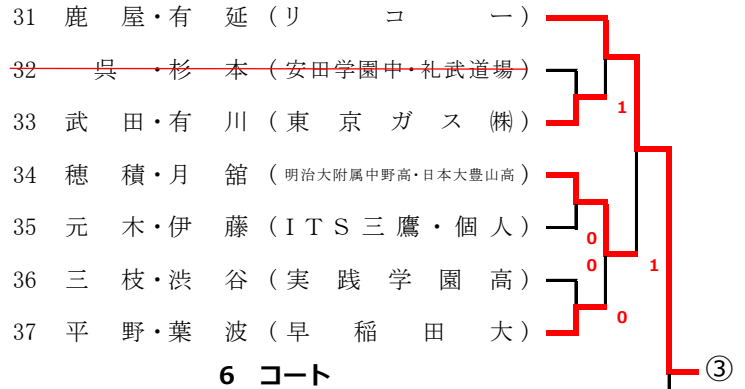 31 鹿屋・有延(リコー)
32 呉・杉本(安田学園中・礼武道場)
33 武田・有川(東京ガス㈱)
1
34 穂積・月舘(明治大附属中野高・日本大豊山高)
35 元木・伊藤(ITS三鷹・個人)
0
0 1
36 三枝・渋谷(実践学園高)
0
37 平野・葉波(早稲田大)
6 コート
③